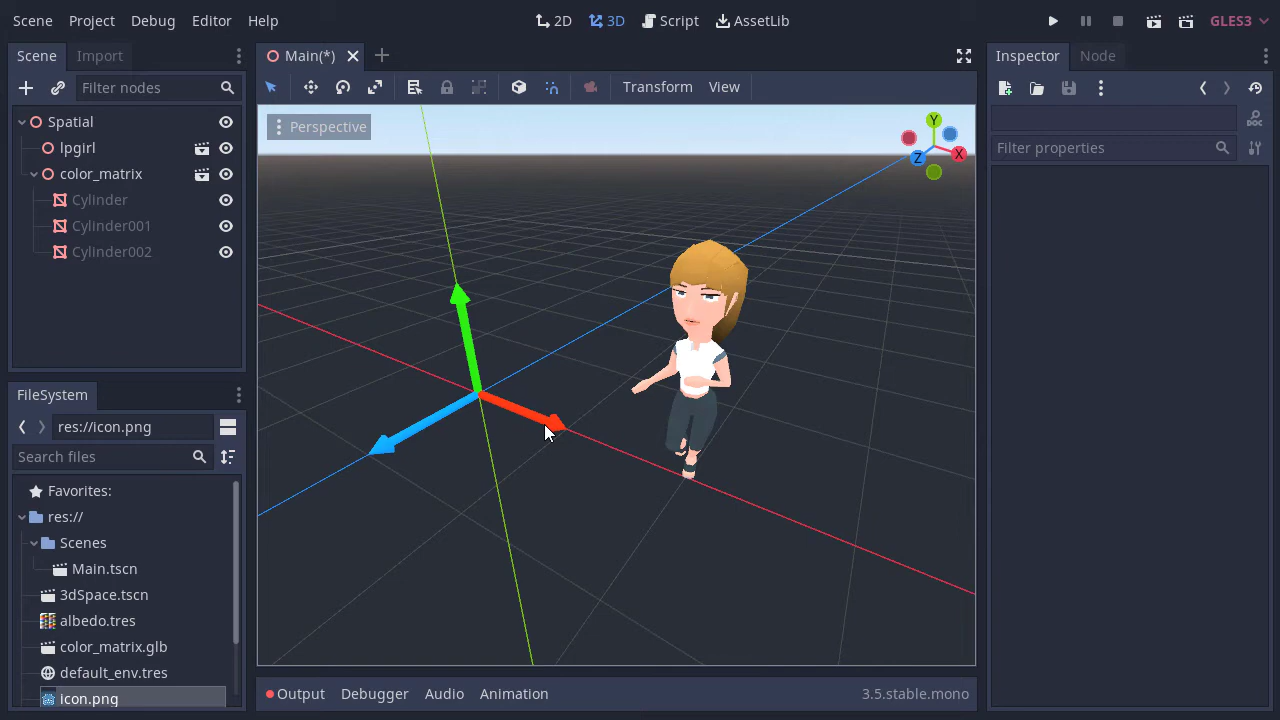 Scene Project Debug Editor Help 2D 3D Script AssetLib GLES3
Scene Import Main(*) Inspector Node
Filter nodes Transform View
Spatial Perspective Y
lpgirl Z X Filter properties
color_matrix
Cylinder
Cylinder001
Cylinder002
FileSystem
res://icon.png
Search files
Favorites:
res://
Scenes
Main.tscn
3dSpace.tscn
albedo.tres
color_matrix.glb
default_env.tres
icon.png Output Debugger Audio Animation 3.5.stable.mono
DOC